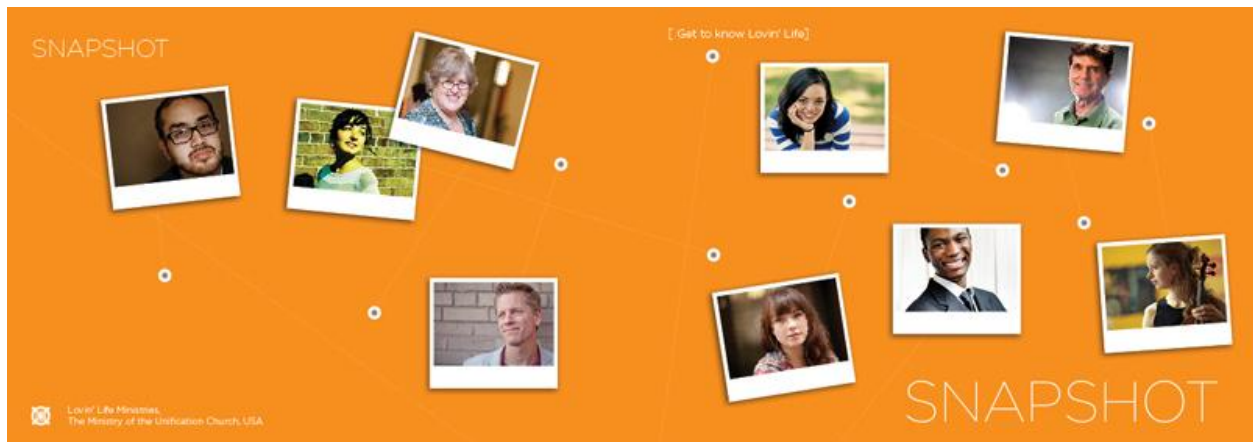 SNAPSHOT
[ Get to know Lovin' Life]
Lovin' Life Ministries,
The Ministry of the Unification Church, USA
SNAPSHOT